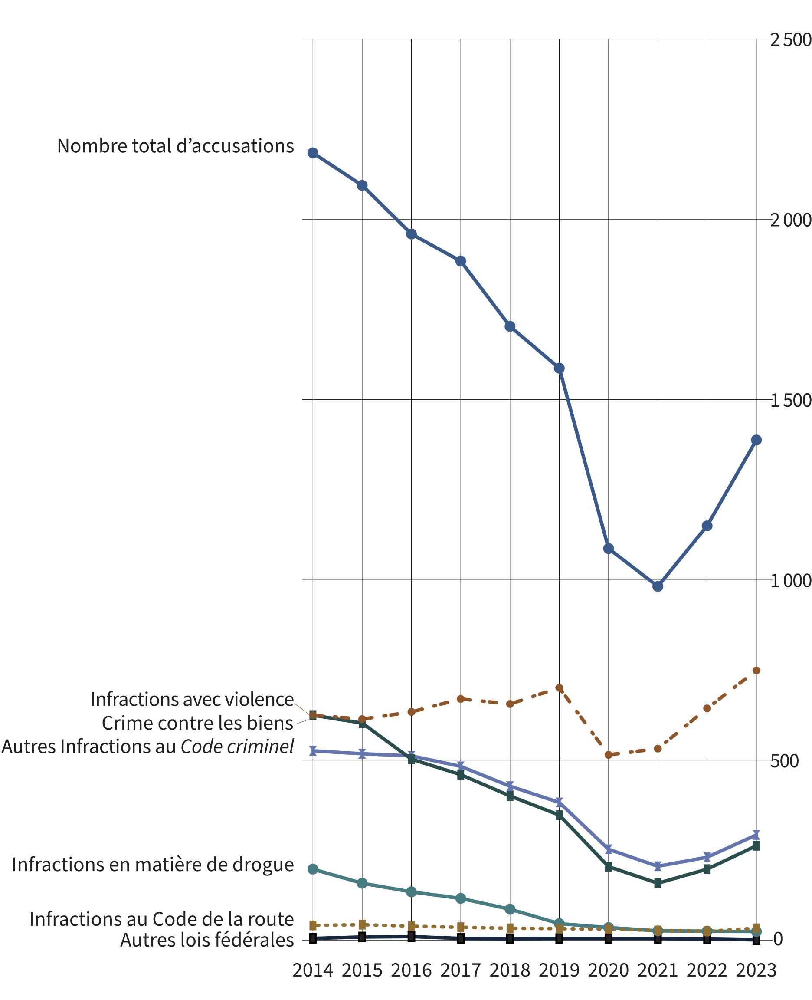 2 500
Nombre total d’accusations
2 000
1 500
1 000
Infractions avec violence
Crime contre les biens
Autres Infractions au Code criminel
500
Infractions en matière de drogue
Infractions au Code de la route
Autres lois fédérales
0
2014 2015 2016 2017 2018 2019 2020 2021 2022 2023